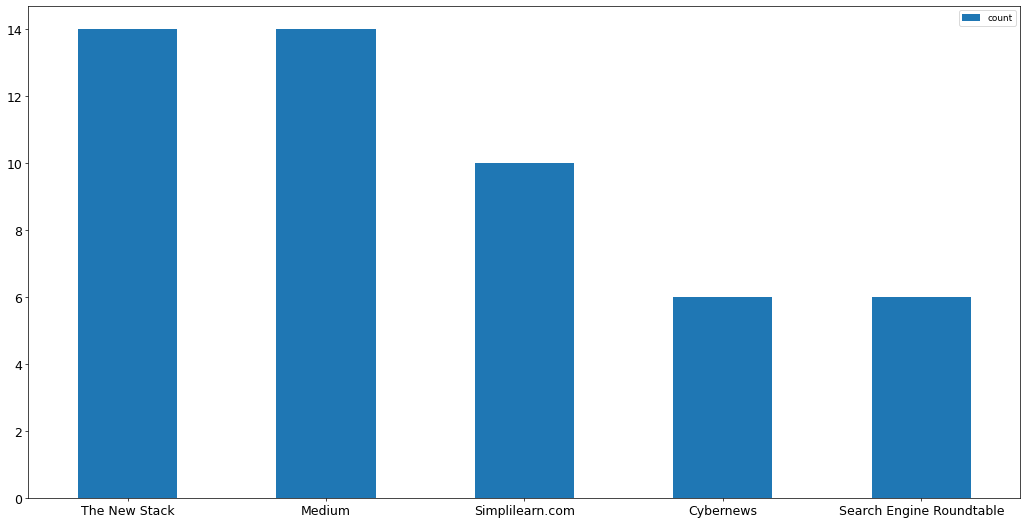 count
14
12
10
8
6
4
2
0
The New Stack
Medium
Simplilearn.com
Cybernews
Search Engine Roundtable